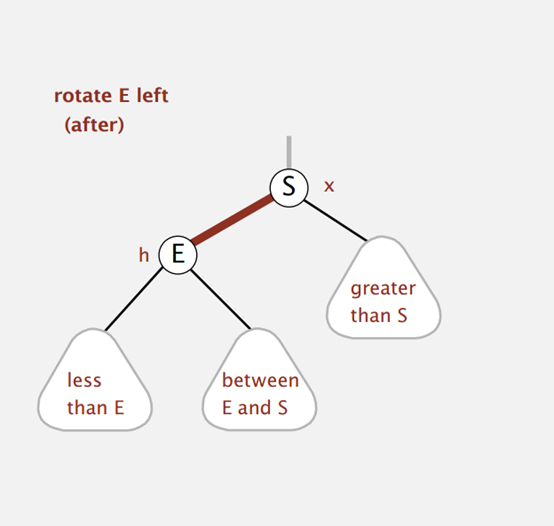 rotate E left
(after)
S
x
h
E
greater
than S
less
than E
between
E and S